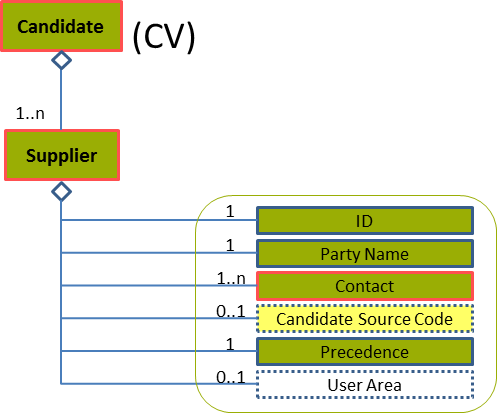 Candidate (CV)
1..n
Supplier
1 ID
1 Party Name
1..n Contact
0..1 Candidate Source Code
1 Precedence
0..1 User Area